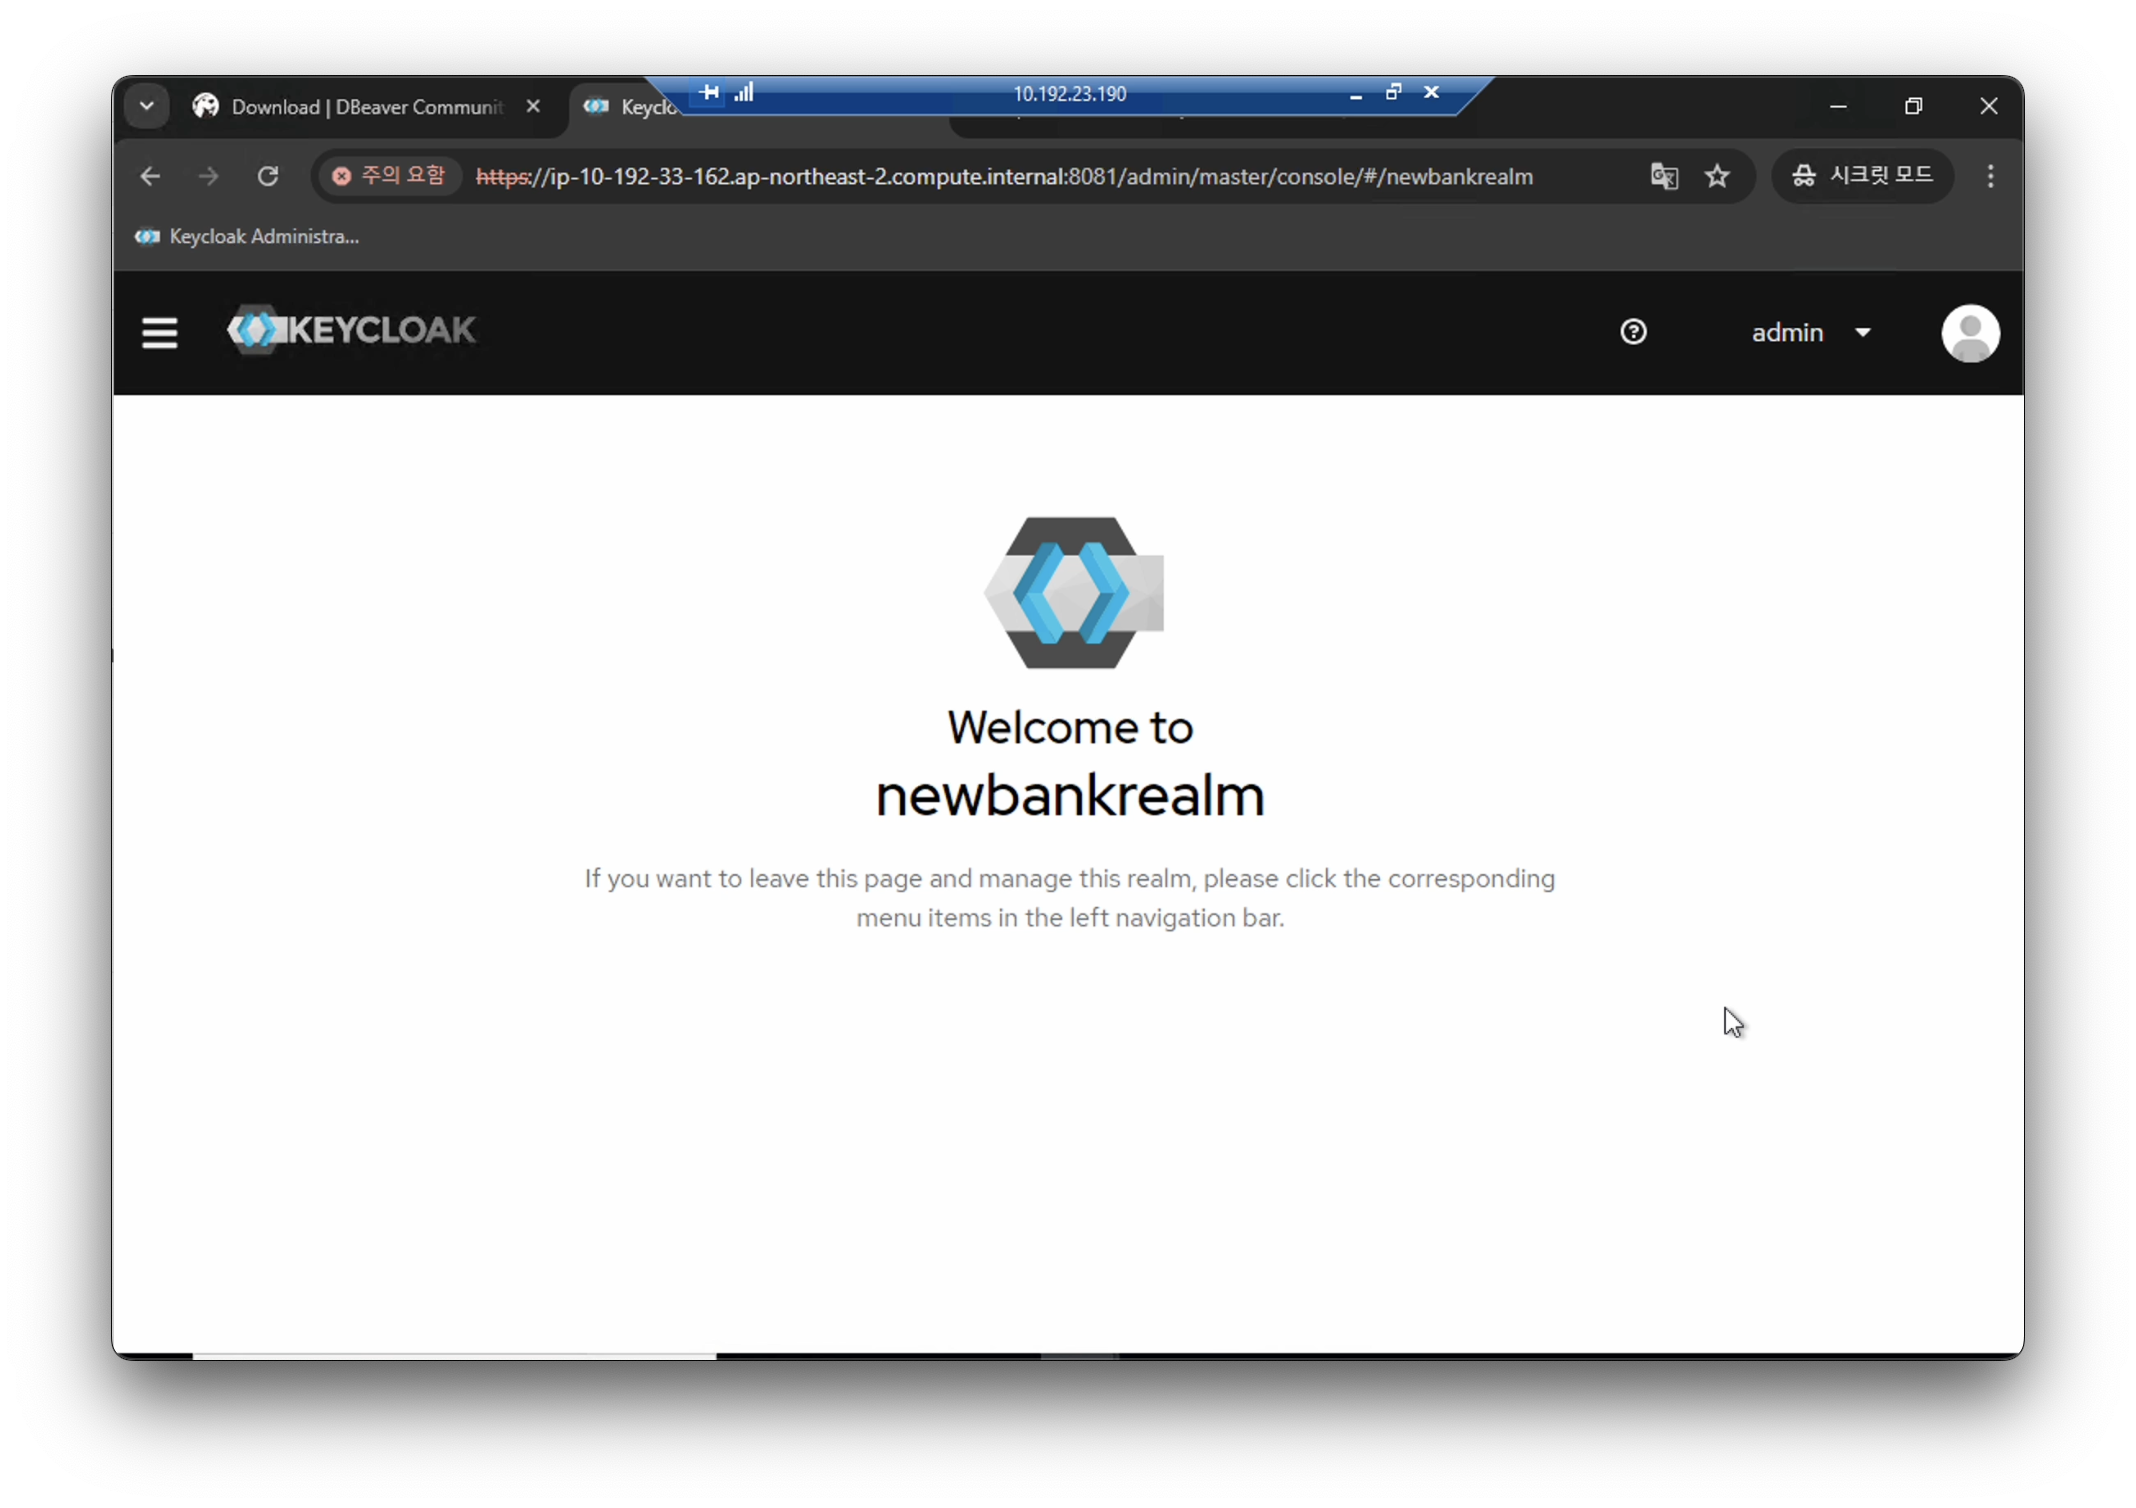 Download | DBeaver Communit
Keyclo
10.192.23.190
주의 요함
https://ip-10-192-33-162.ap-northeast-2.compute.internal:8081/admin/master/console/#/newbankrealm
시크릿 모드
Keycloak Administra...
KEYCLOAK
admin
Welcome to
newbankrealm
If you want to leave this page and manage this realm, please click the corresponding
menu items in the left navigation bar.